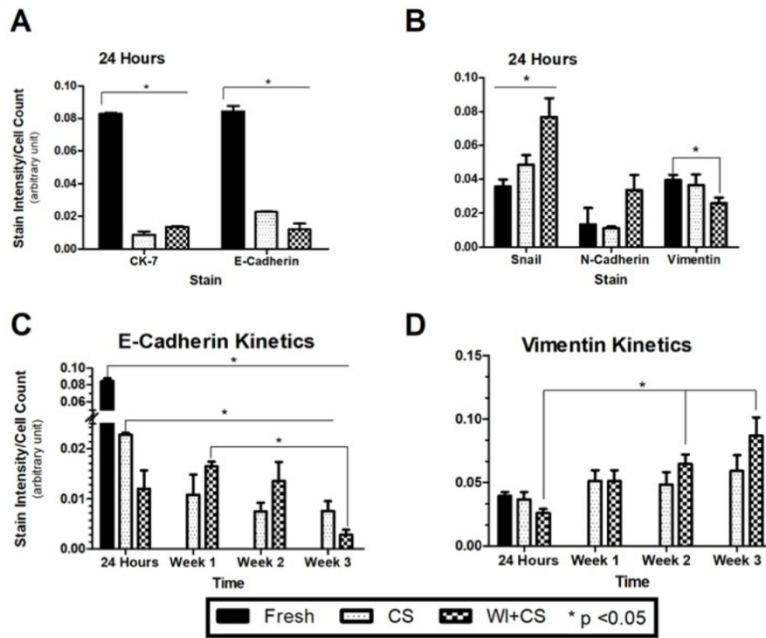 A
24 Hours
*
*
0.10
0.08
0.06
0.04
0.02
0.00
Stain Intensity/Cell Count
(arbitrary unit)
CK-7
E-Cadherin
Stain
B
24 Hours
*
*
0.10
0.08
0.06
0.04
0.02
0.00
Snail
N-Cadherin
Vimentin
Stain
C
E-Cadherin Kinetics
*
*
*
0.10
0.08
0.06
0.02
0.01
0.00
Stain Intensity/Cell Count
(arbitrary unit)
24 Hours
Week 1
Week 2
Week 3
Time
D
Vimentin Kinetics
*
0.15
0.10
0.05
0.00
24 Hours
Week 1
Week 2
Week 3
Time
Fresh
CS
WI+CS
* p <0.05